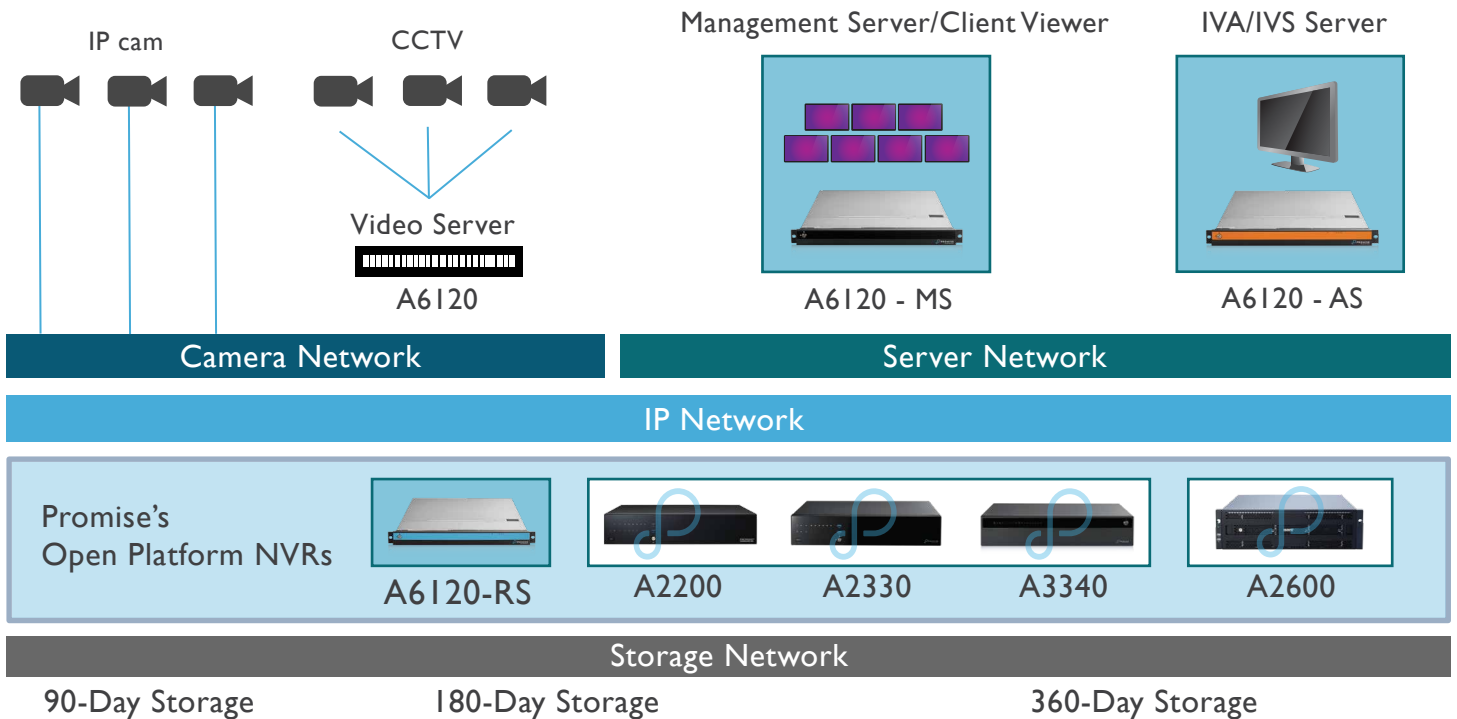 IP cam
CCTV
Management Server/Client Viewer
IVA/IVS Server
Video Server
A6120
A6120 - MS
A6120 - AS
Camera Network
Server Network
IP Network
Promise's
Open Platform NVRs
A6120-RS
A2200
A2330
A3340
A2600
Storage Network
90-Day Storage
180-Day Storage
360-Day Storage